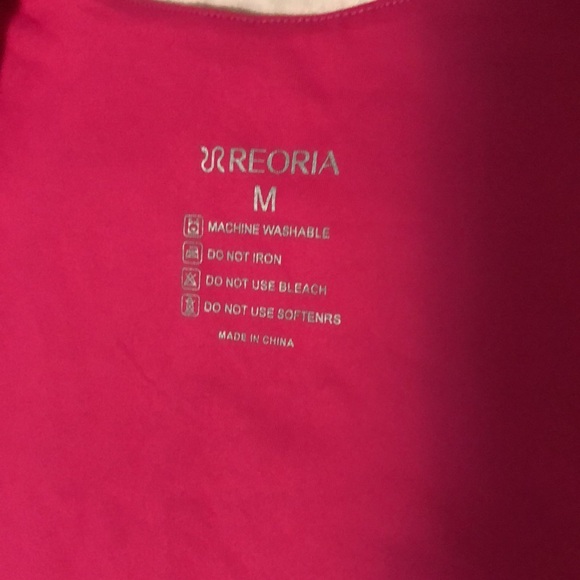 REORIA
M
MACHINE WASHABLE
DO NOT IRON
DO NOT USE BLEACH
DO NOT USE SOFTENRS
MADE IN CHINA